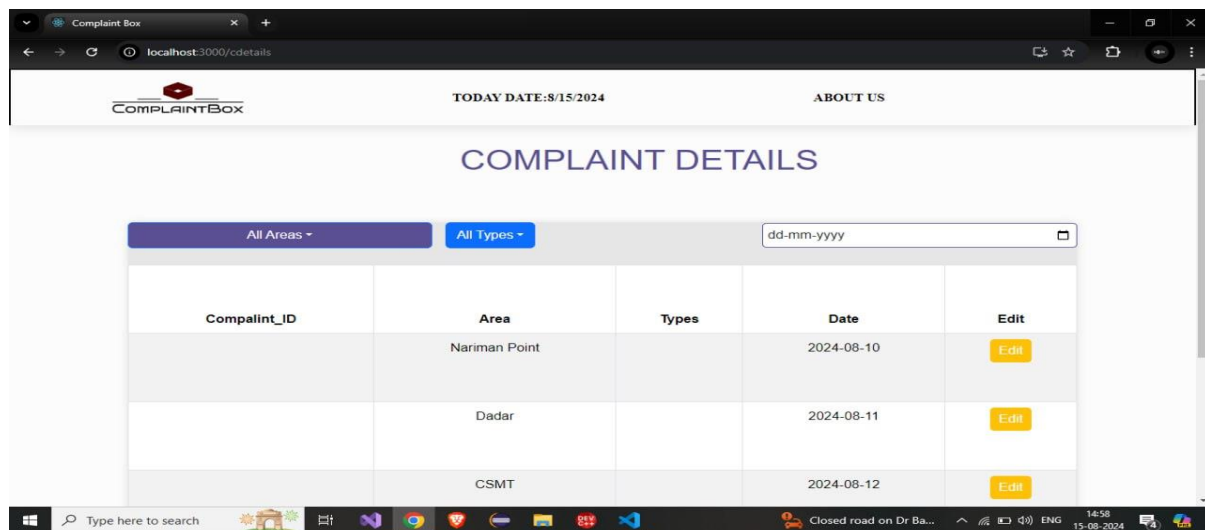 Complaint Box
localhost:3000/cdetails
COMPLAINTBOX
TODAY DATE:8/15/2024
ABOUT US
COMPLAINT DETAILS
All Areas
All Types
dd-mm-yyyy
Compalint_ID Area Types Date Edit
Nariman Point 2024-08-10 Edit
Dadar 2024-08-11 Edit
CSMT 2024-08-12 Edit
Type here to search
Closed road on Dr Ba...
ENG
14:58
15-08-2024